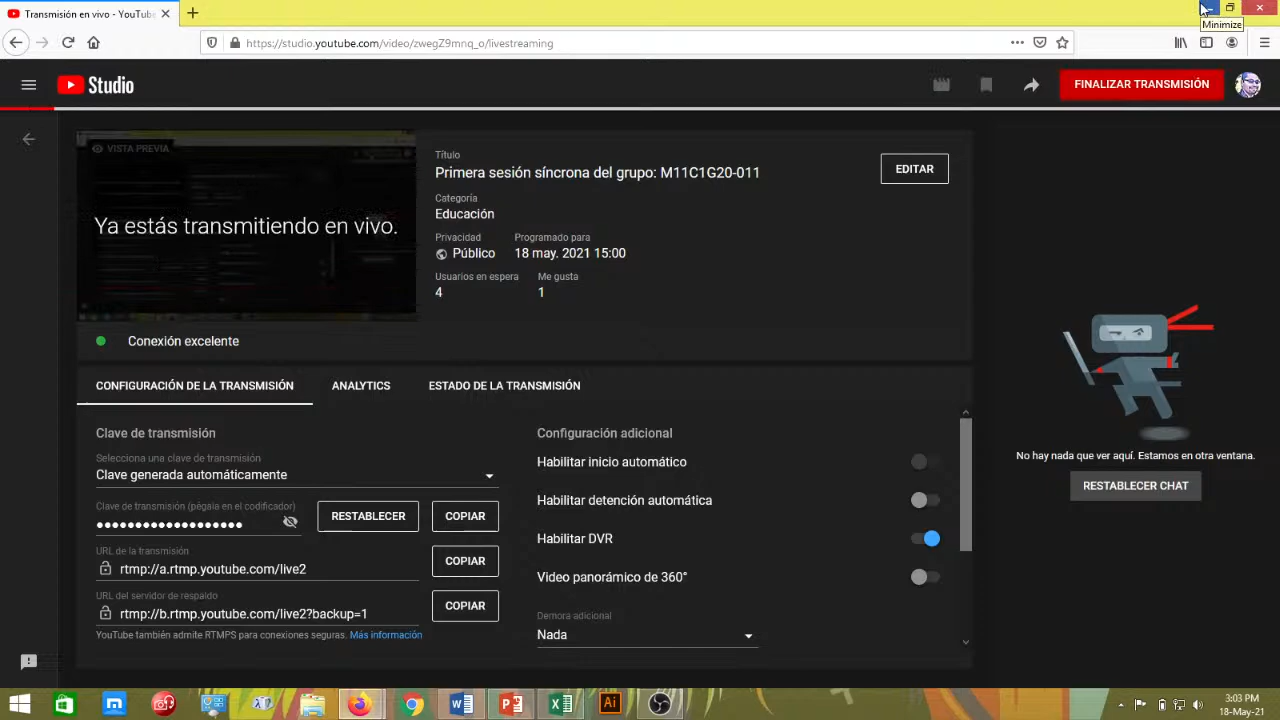 Transmisión en vivo - YouTube
Minimize
https://studio.youtube.com/video/zwegZ9mnq_o/livestreaming
Studio
FINALIZAR TRANSMISIÓN
VISTA PREVIA
Ya estás transmitiendo en vivo.
Título
Primera sesión síncrona del grupo: M11C1G20-011
EDITAR
Categoría
Educación
Privacidad
Programado para
Público
18 may. 2021 15:00
Usuarios en espera
Me gusta
4
1
Conexión excelente
CONFIGURACIÓN DE LA TRANSMISIÓN
ANALYTICS
ESTADO DE LA TRANSMISIÓN
Clave de transmisión
Selecciona una clave de transmisión
Clave generada automáticamente
Clave de transmisión (pégala en el codificador)
•••••••••••••••••••
RESTABLECER
COPIAR
URL de la transmisión
rtmp://a.rtmp.youtube.com/live2
COPIAR
URL del servidor de respaldo
rtmp://b.rtmp.youtube.com/live2?backup=1
COPIAR
YouTube también admite RTMPS para conexiones seguras. Más información
Configuración adicional
Habilitar inicio automático
Habilitar detención automática
Habilitar DVR
Video panorámico de 360°
Demora adicional
Nada
No hay nada que ver aquí. Estamos en otra ventana.
RESTABLECER CHAT
Ai
3:03 PM
18-May-21